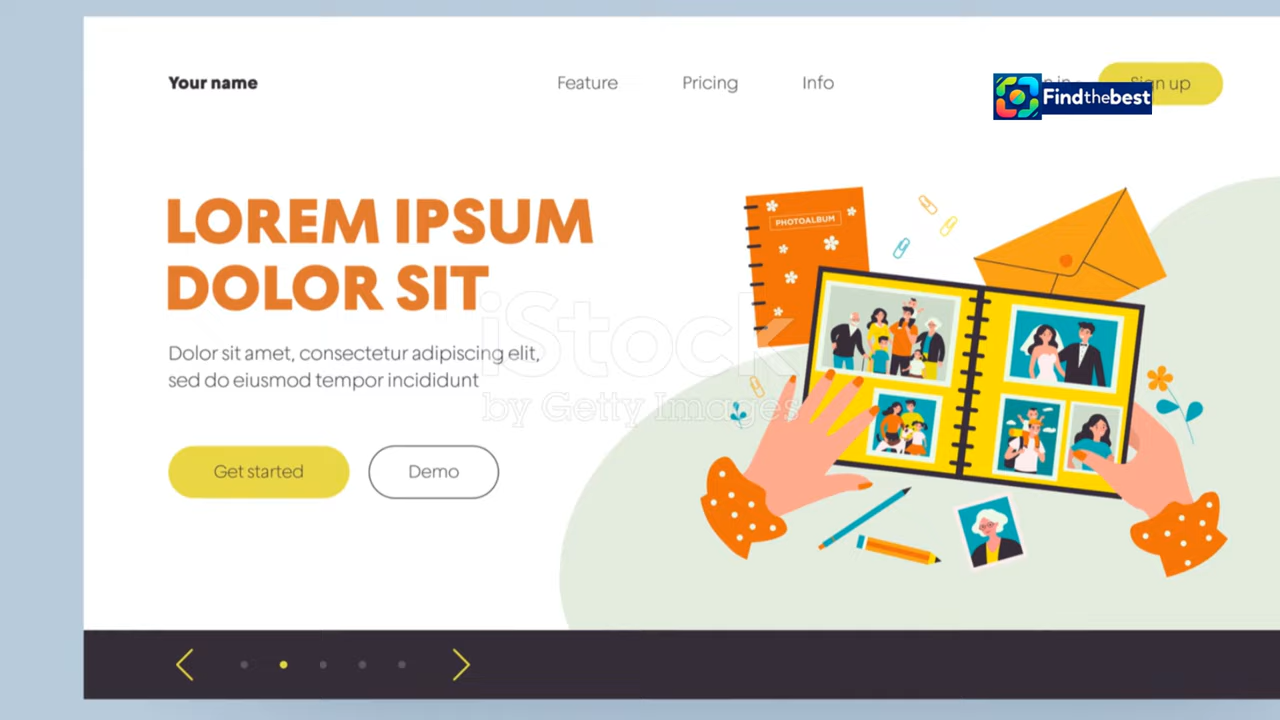 Your name
Feature
Pricing
Info
Sign up
Findthebest
LOREM IPSUM
DOLOR SIT
PHOTOALBUM
iStock
by Getty Images
Dolor sit amet, consectetur adipiscing elit,
sed do eiusmod tempor incididunt
Get started
Demo